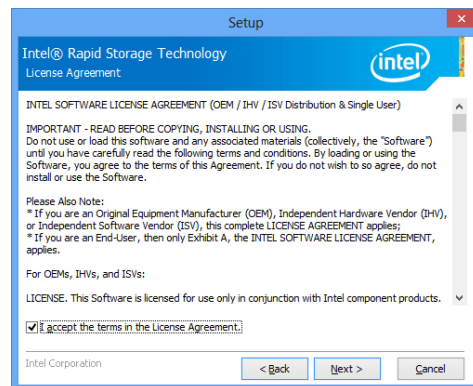 Setup
Intel® Rapid Storage Technology
License Agreement
intel
INTEL SOFTWARE LICENSE AGREEMENT (OEM / IHV / ISV Distribution & Single User)
IMPORTANT - READ BEFORE COPYING, INSTALLING OR USING.
Do not use or load this software and any associated materials (collectively, the "Software")
until you have carefully read the following terms and conditions. By loading or using the
Software, you agree to the terms of this Agreement. If you do not wish to so agree, do not
install or use the Software.
Please Also Note:
* If you are an Original Equipment Manufacturer (OEM), Independent Hardware Vendor (IHV),
or Independent Software Vendor (ISV), this complete LICENSE AGREEMENT applies;
* If you are an End-User, then only Exhibit A, the INTEL SOFTWARE LICENSE AGREEMENT,
applies.
For OEMs, IHVs, and ISVs:
LICENSE. This Software is licensed for use only in conjunction with Intel component products.
I accept the terms in the License Agreement.
Intel Corporation
< Back
Next >
Cancel